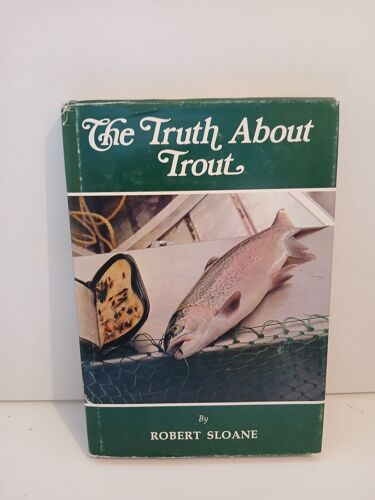 The Truth About
Trout
By
ROBERT SLOANE